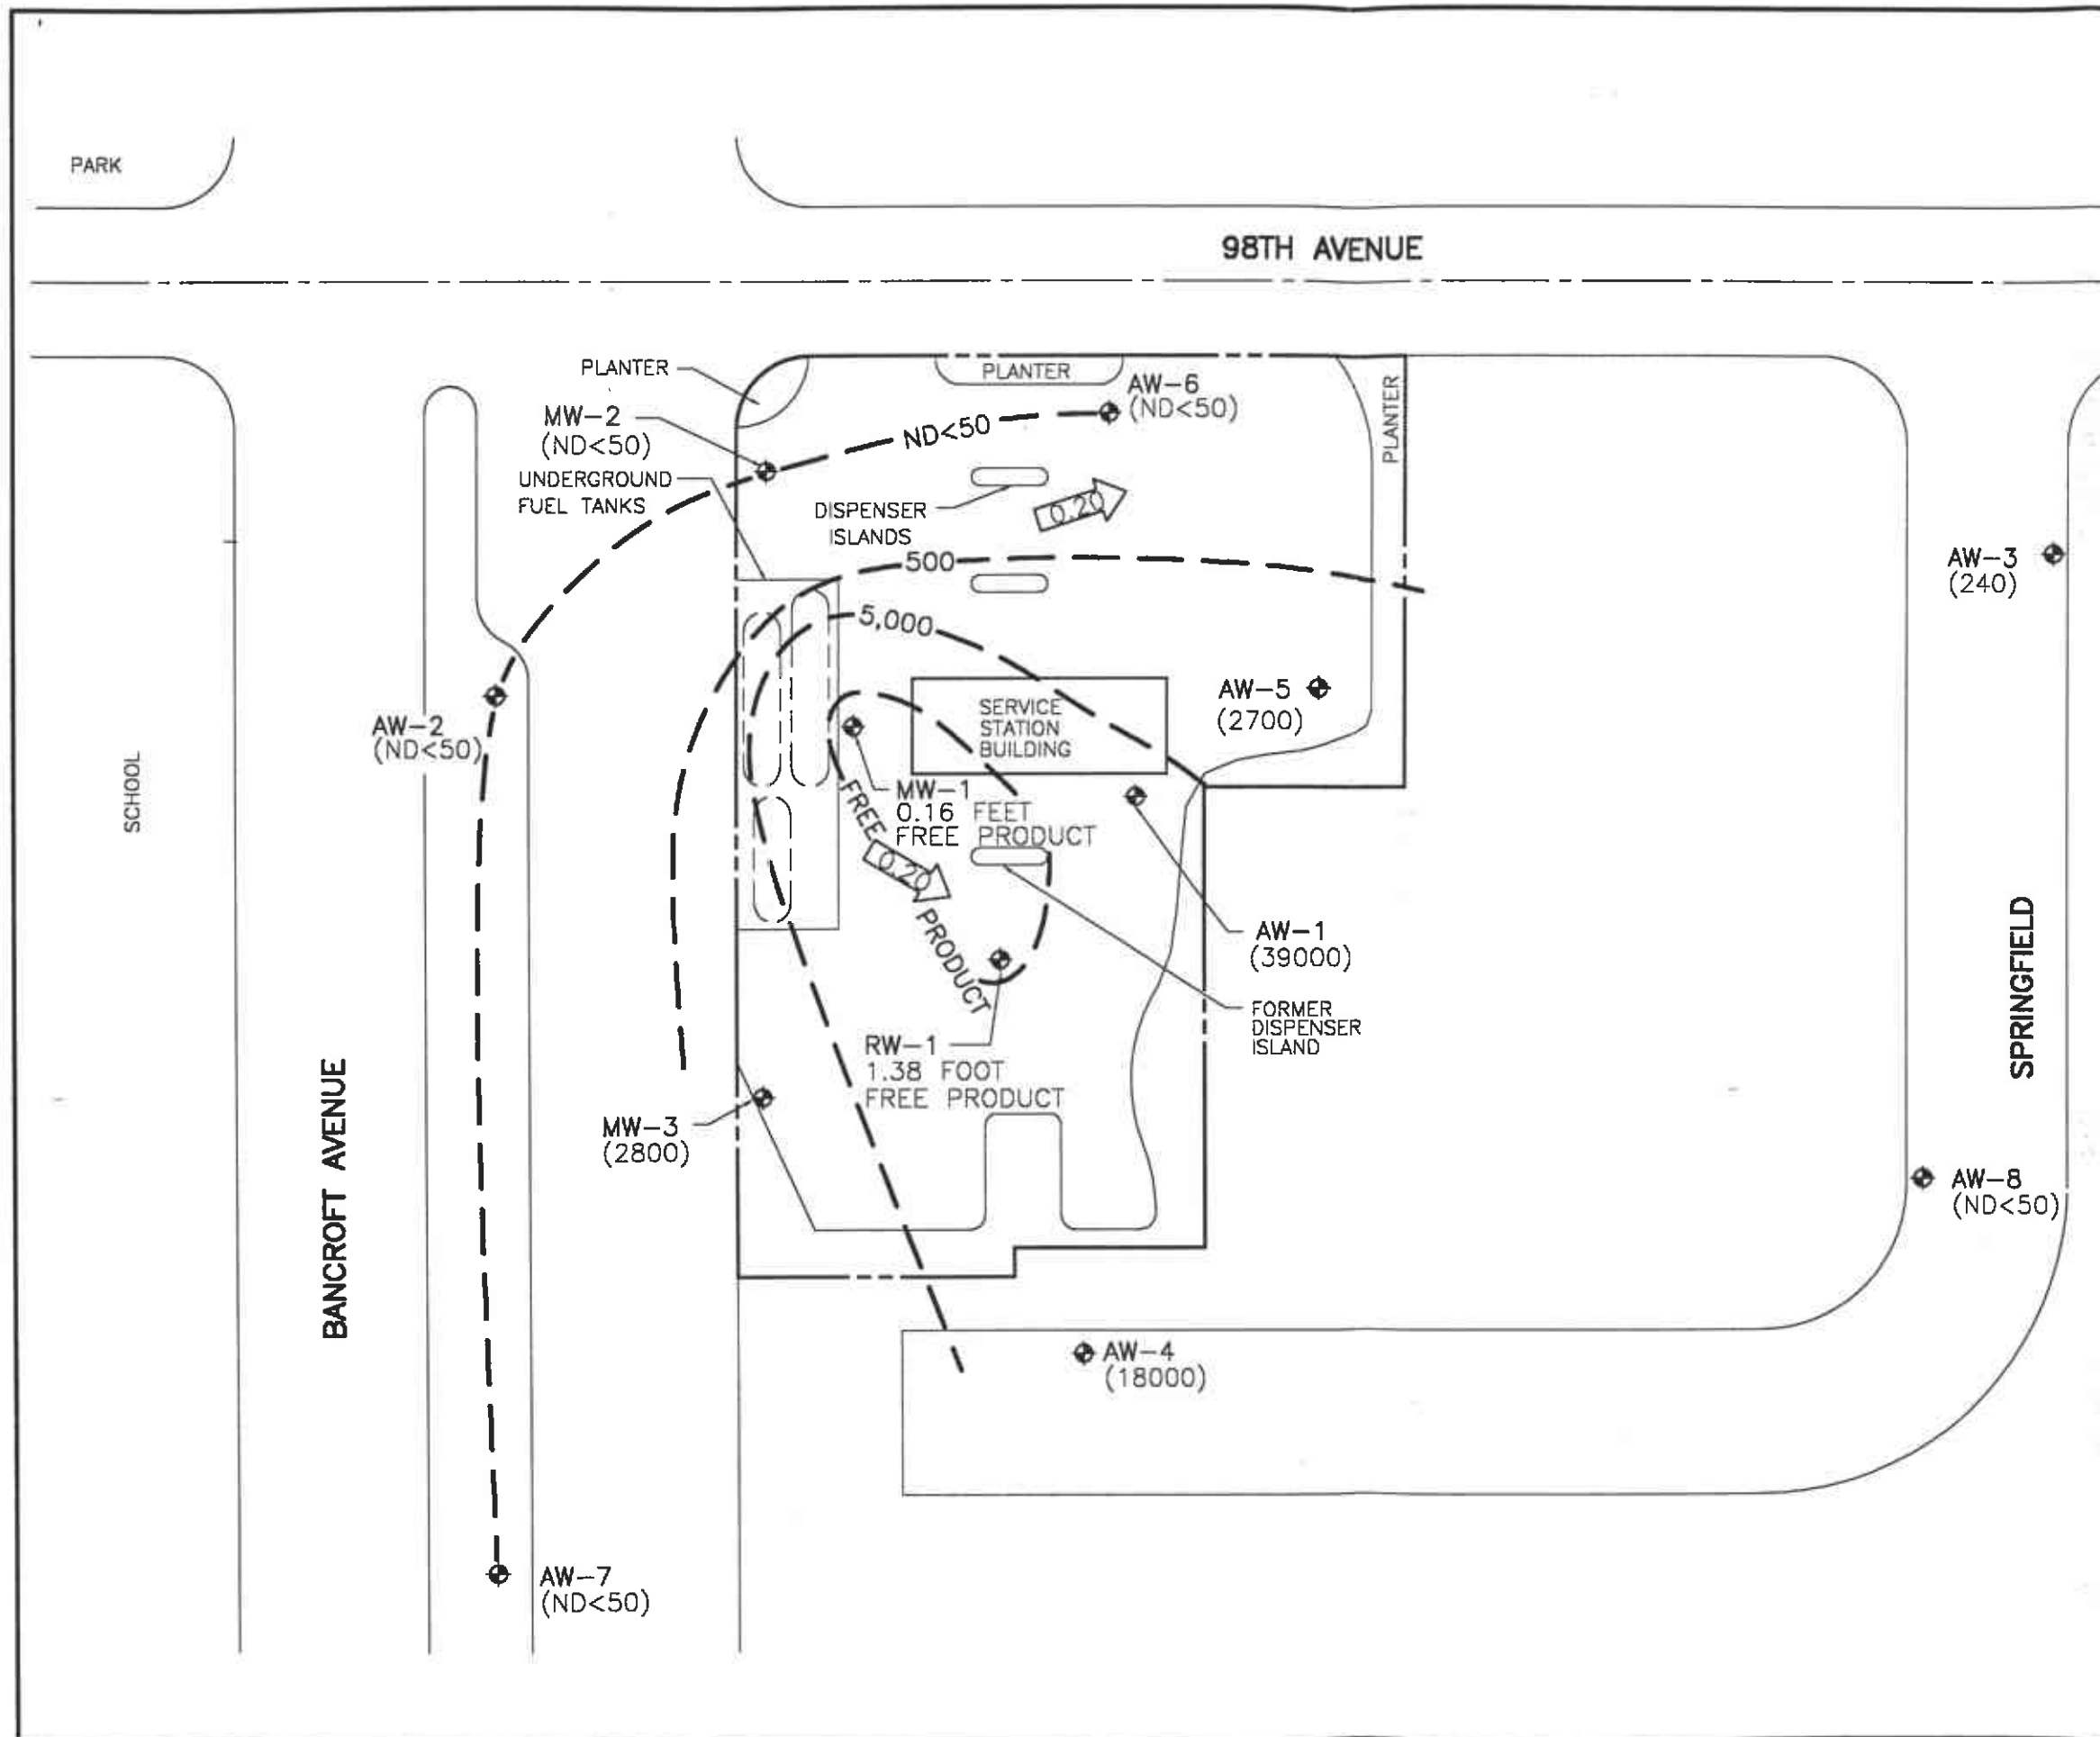 PARK
98TH AVENUE
PLANTER
PLANTER
AW-6
(ND<50)
PLANTER
MW-2
(ND<50)
ND<50
UNDERGROUND
FUEL TANKS
DISPENSER
ISLANDS
0.20
500
AW-3
(240)
5,000
AW-5
(2700)
SERVICE
STATION
BUILDING
AW-2
(ND<50)
SCHOOL
MW-1
0.16 FEET
FREE PRODUCT
FREE
0.20
PRODUCT
AW-1
(39000)
FORMER
DISPENSER
ISLAND
SPRINGFIELD
RW-1
1.38 FOOT
FREE PRODUCT
MW-3
(2800)
BANCROFT AVENUE
AW-8
(ND<50)
AW-4
(18000)
AW-7
(ND<50)